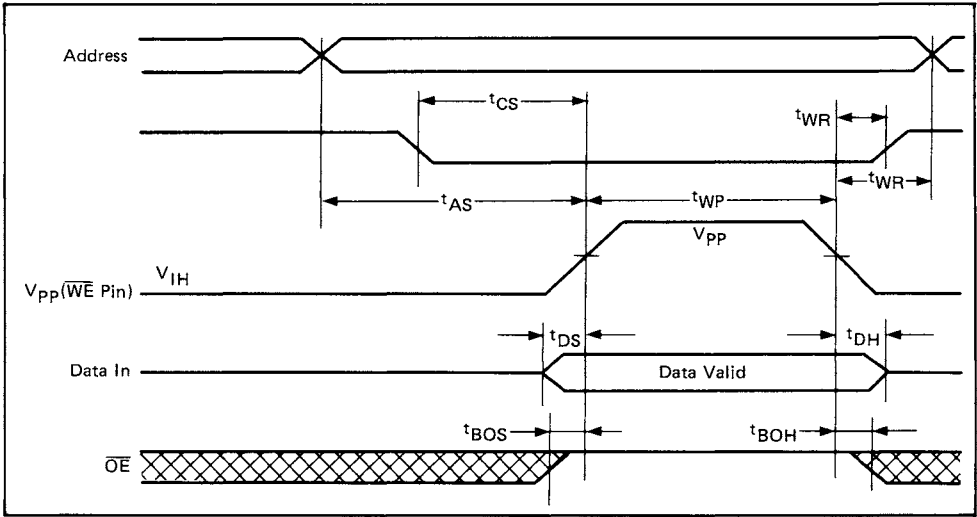 Address
tCS
tWR
tWR
tAS
tWP
VPP
VIH
VPP(WE Pin)
tDS
tDH
Data In
Data Valid
tBOS
tBOH
OE